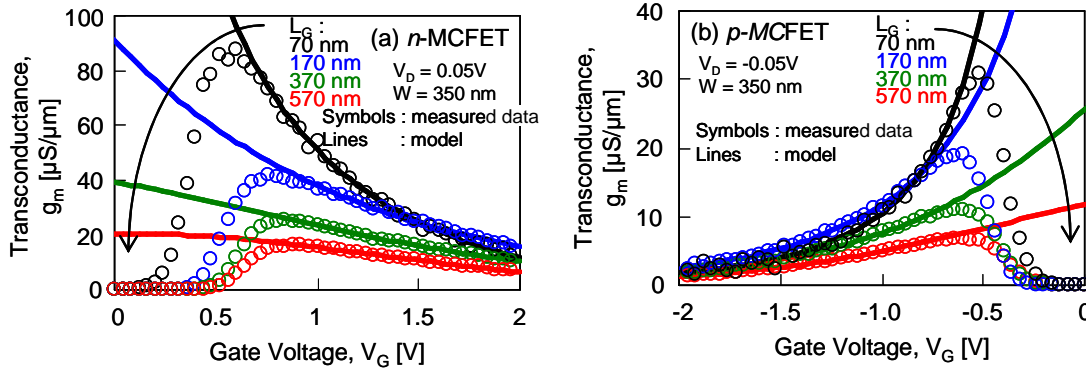 Transconductance,
g_m [µS/µm]
100
80
60
40
20
0
0
0.5
1
1.5
2
Gate Voltage, V_G [V]
L_G :
70 nm
170 nm
370 nm
570 nm
(a) n-MCFET
V_D = 0.05V
W = 350 nm
Symbols : measured data
Lines : model
Transconductance,
g_m [µS/µm]
40
30
20
10
0
-2
-1.5
-1.0
-0.5
0
Gate Voltage, V_G [V]
(b) p-MCFET
V_D = -0.05V
W = 350 nm
L_G :
70 nm
170 nm
370 nm
570 nm
Symbols : measured data
Lines : model